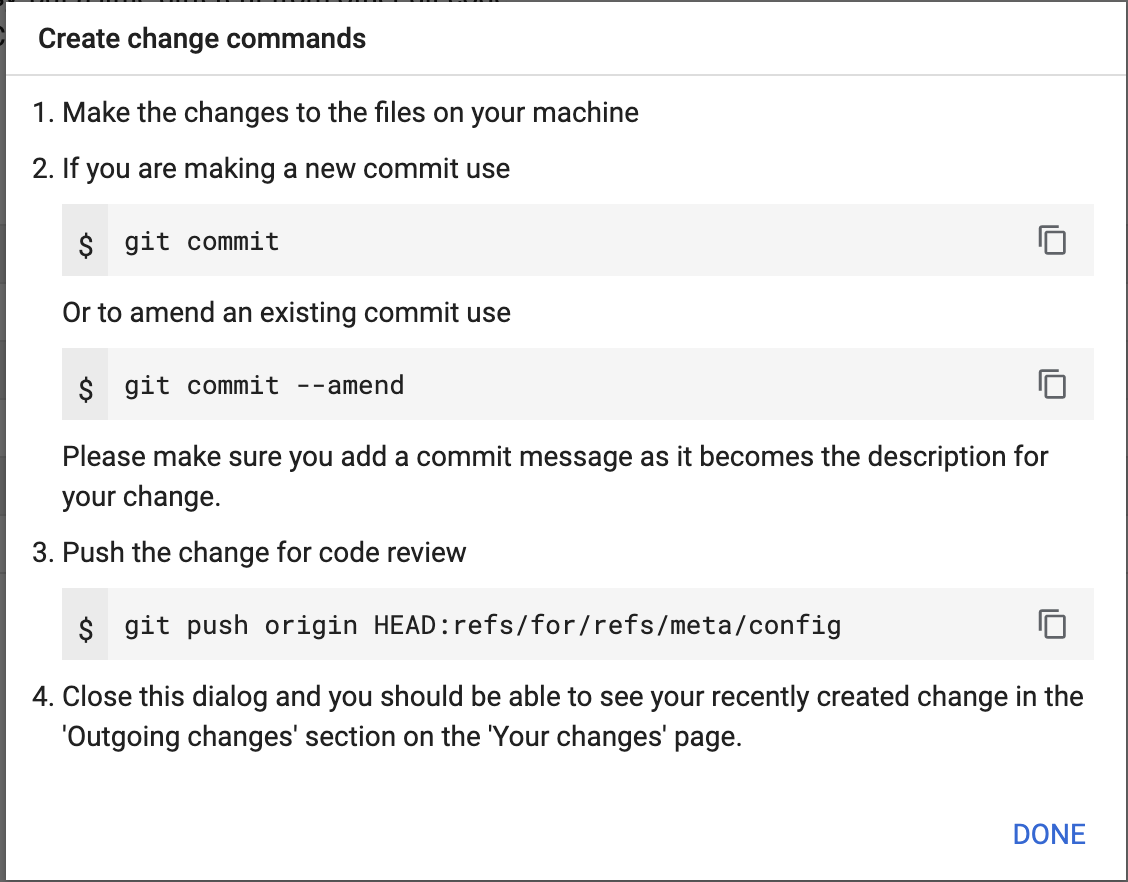 Create change commands
1. Make the changes to the files on your machine
2. If you are making a new commit use
$ git commit
Or to amend an existing commit use
$ git commit --amend
Please make sure you add a commit message as it becomes the description for
your change.
3. Push the change for code review
$ git push origin HEAD:refs/for/refs/meta/config
4. Close this dialog and you should be able to see your recently created change in the
'Outgoing changes' section on the 'Your changes' page.
DONE